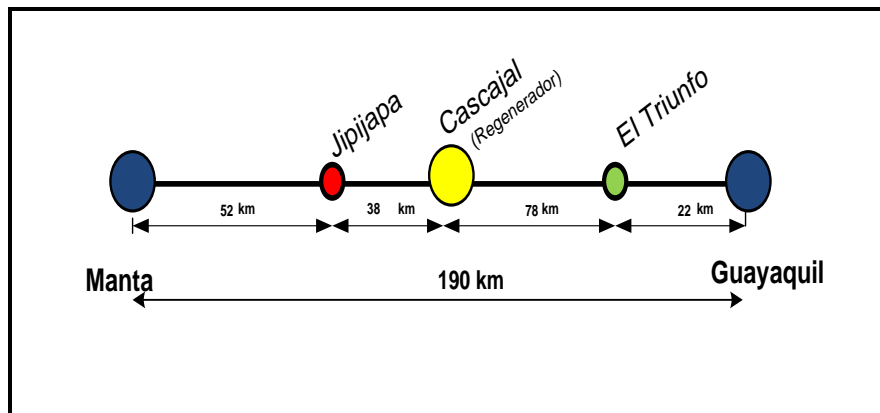 Jipijapa
Cascajal
(Regenerador)
El Triunfo
52 km
38 km
78 km
22 km
Manta
190 km
Guayaquil